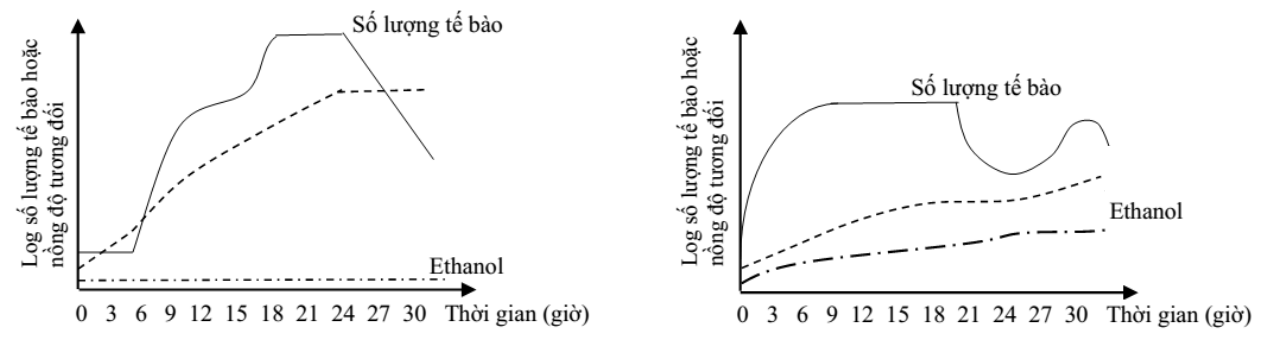 Log số lượng tế bào hoặc
nồng độ tương đối
Số lượng tế bào
Ethanol
0 3 6 9 12 15 18 21 24 27 30 Thời gian (giờ)
Log số lượng tế bào hoặc
nồng độ tương đối
Số lượng tế bào
Ethanol
0 3 6 9 12 15 18 21 24 27 30 Thời gian (giờ)